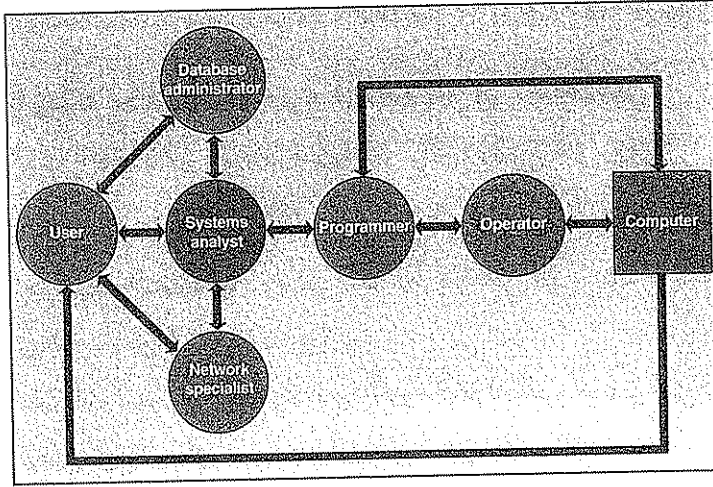 Database
administrator
User
Systems
analyst
Programmer
Operator
Computer
Network
specialist